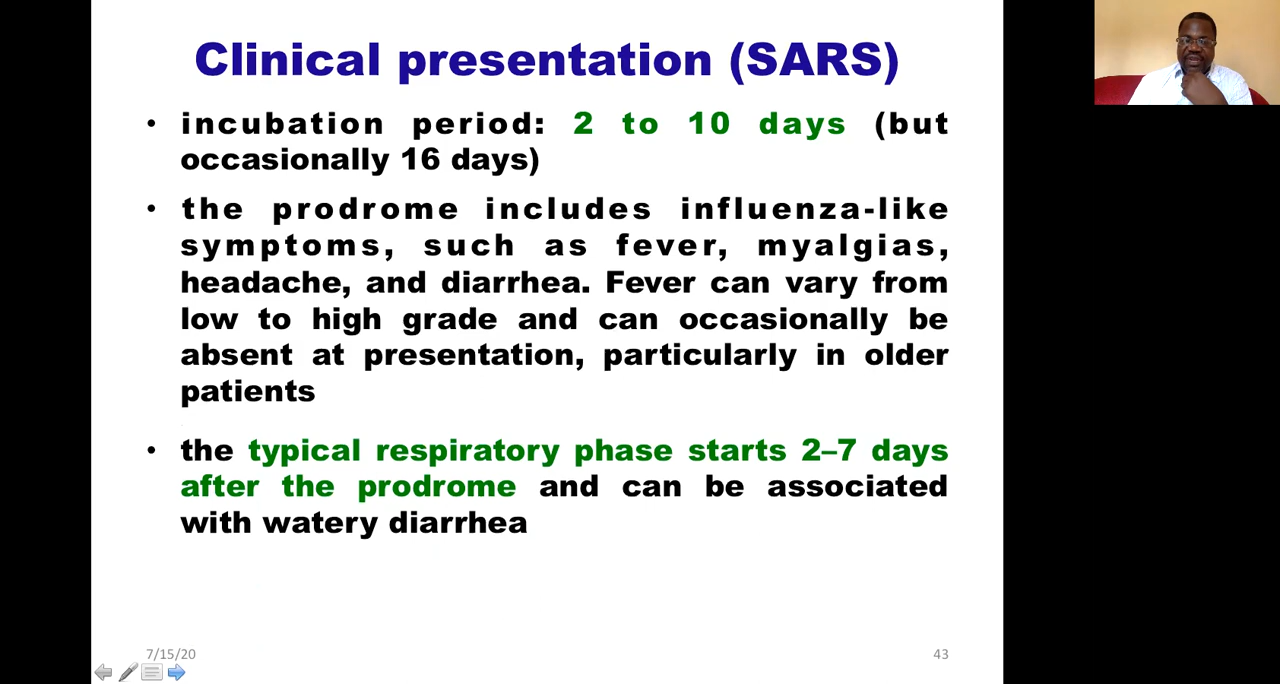 Clinical presentation (SARS)
• incubation period: 2 to 10 days (but
occasionally 16 days)
• the prodrome includes influenza-like
symptoms, such as fever, myalgias,
headache, and diarrhea. Fever can vary from
low to high grade and can occasionally be
absent at presentation, particularly in older
patients
• the typical respiratory phase starts 2–7 days
after the prodrome and can be associated
with watery diarrhea
7/15/20
43